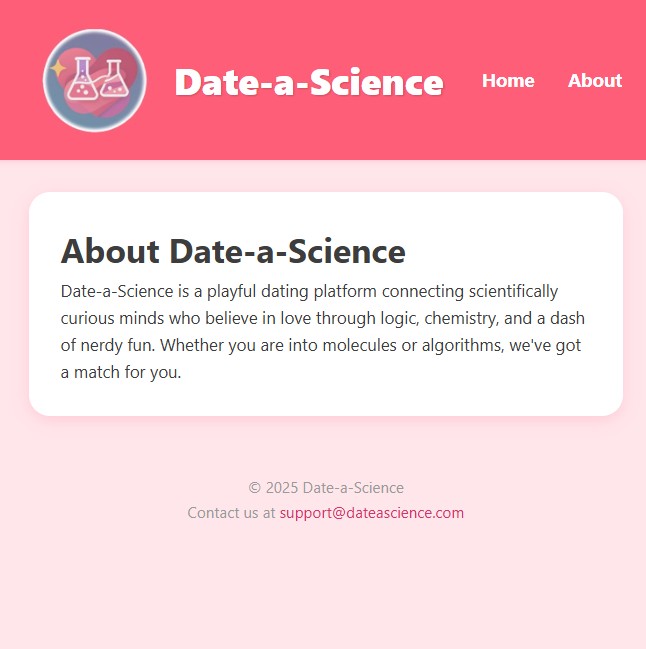 Date-a-Science
Home
About
About Date-a-Science
Date-a-Science is a playful dating platform connecting scientifically
curious minds who believe in love through logic, chemistry, and a dash
of nerdy fun. Whether you are into molecules or algorithms, we've got
a match for you.
© 2025 Date-a-Science
Contact us at support@dateascience.com